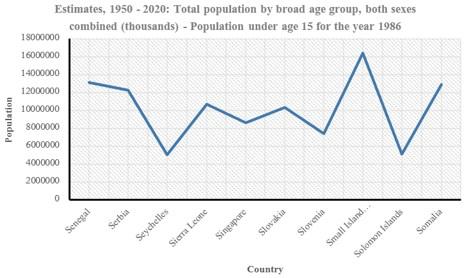 Estimates, 1950 - 2020: Total population by broad age group, both sexes
combined (thousands) - Population under age 15 for the year 1986
18000000
16000000
14000000
12000000
10000000
8000000
6000000
4000000
2000000
0
Population
Senegal
Serbia
Seychelles
Sierra Leone
Singapore
Slovakia
Slovenia
Small Island...
Solomon Islands
Somalia
Country